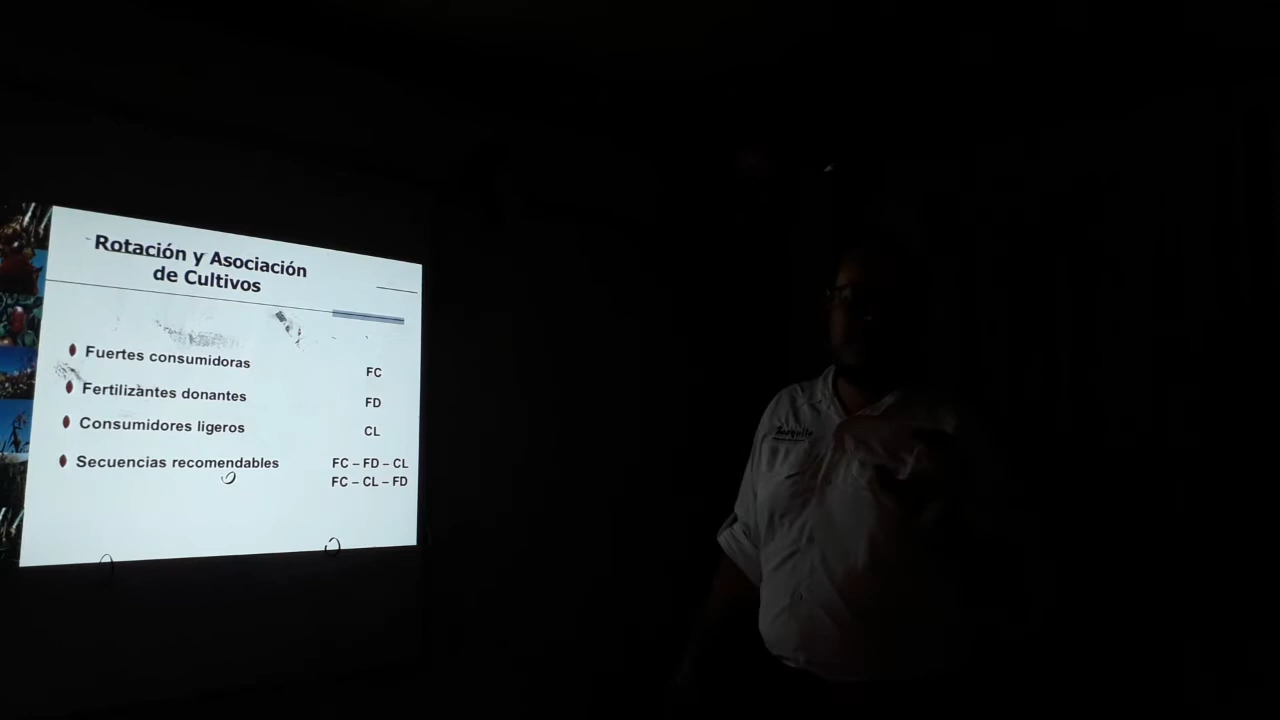 Rotación y Asociación
de Cultivos
Fuertes consumidoras FC
Fertilizantes donantes FD
Consumidores ligeros CL
Secuencias recomendables FC – FD – CL
FC – CL – FD